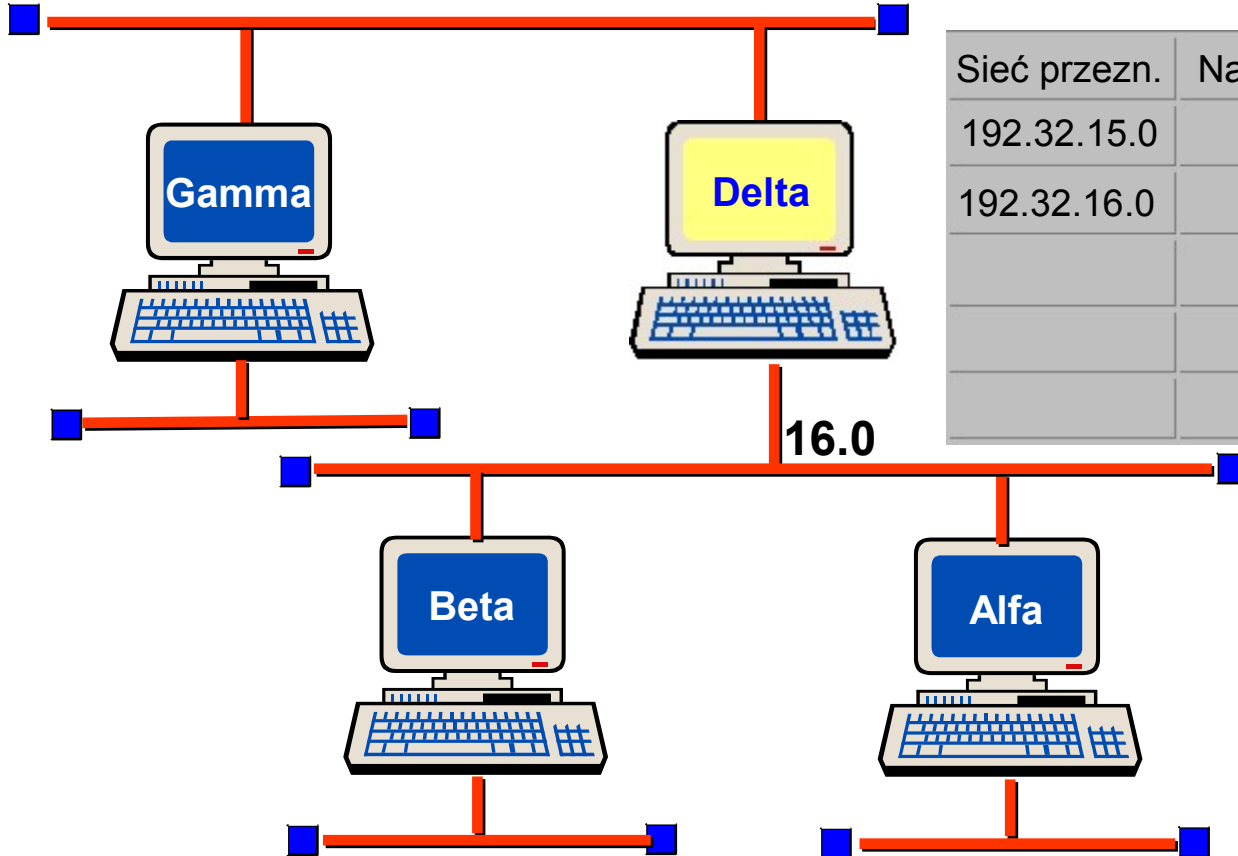 Sieć przezn. Na
192.32.15.0
Gamma
Delta
192.32.16.0
16.0
Beta
Alfa